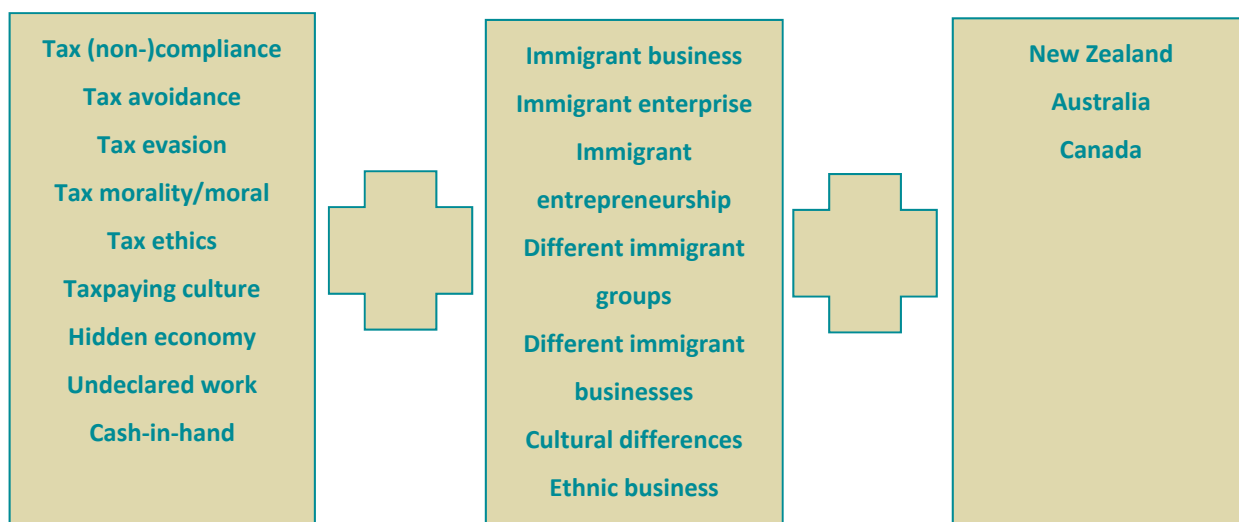 Tax (non-)compliance
Tax avoidance
Tax evasion
Tax morality/moral
Tax ethics
Taxpaying culture
Hidden economy
Undeclared work
Cash-in-hand
Immigrant business
Immigrant enterprise
Immigrant
entrepreneurship
Different immigrant
groups
Different immigrant
businesses
Cultural differences
Ethnic business
New Zealand
Australia
Canada